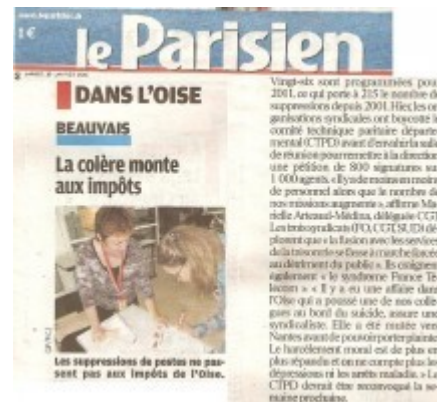 1€
le Parisien
DANS L'OISE
BEAUVAIS
La colère monte
aux impôts
Les suppressions de postes ne pas-
sent pas aux impôts de l'Oise.
Vingt-six sont programmées pour
2011, ce qui porte à 215 le nombre de
suppressions depuis 2001. Hier, les or-
ganisations syndicales ont boycotté le
comité technique paritaire départe-
mental (CTPD) avant d'envahir la salle
de réunion pour remettre à la direction
une pétition de 800 signatures sur
1 000 agents. « Il y a de moins en moins
de personnel alors que le nombre de
nos missions augmente », affirme Ma-
rielle Artezaud-Médina, déléguée CGT.
Les trois syndicats (FO, CGT, SUD) dé-
plorent que « la fusion avec les services
de la trésorerie se fasse à marche forcée
au détriment du public ». Ils craignent
également « le syndrome France Té-
lécom ». « Il y a eu une affaire dans
l'Oise qui a poussé une de nos collè-
gues au bord du suicide, assure une
syndicaliste. Elle a été mutée vers
Nantes avant de pouvoir porter plainte.
Le harcèlement moral est de plus en
plus répandu et on ne compte plus les
dépressions ni les arrêts maladie. » Le
CTPD devrait être reconvoqué la se-
maine prochaine.